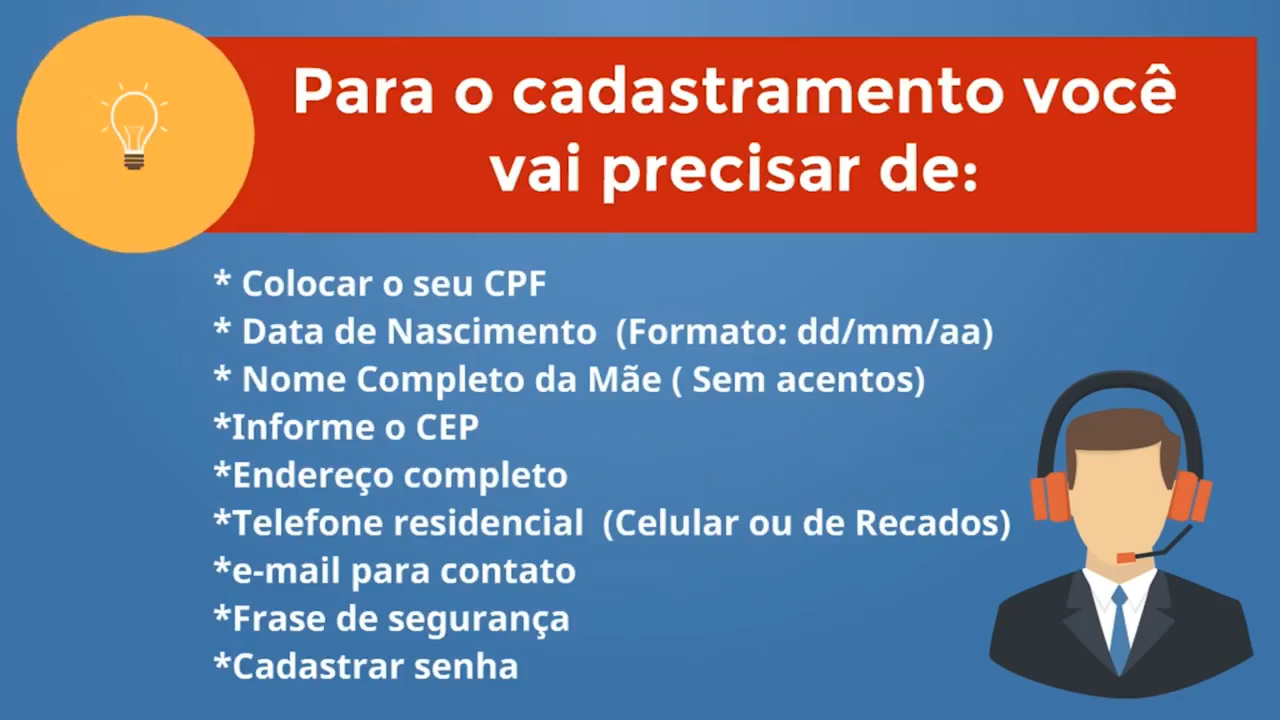 Para o cadastramento você
vai precisar de:
* Colocar o seu CPF
* Data de Nascimento  (Formato: dd/mm/aa)
* Nome Completo da Mãe ( Sem acentos)
*Informe o CEP
*Endereço completo
*Telefone residencial  (Celular ou de Recados)
*e-mail para contato
*Frase de segurança
*Cadastrar senha